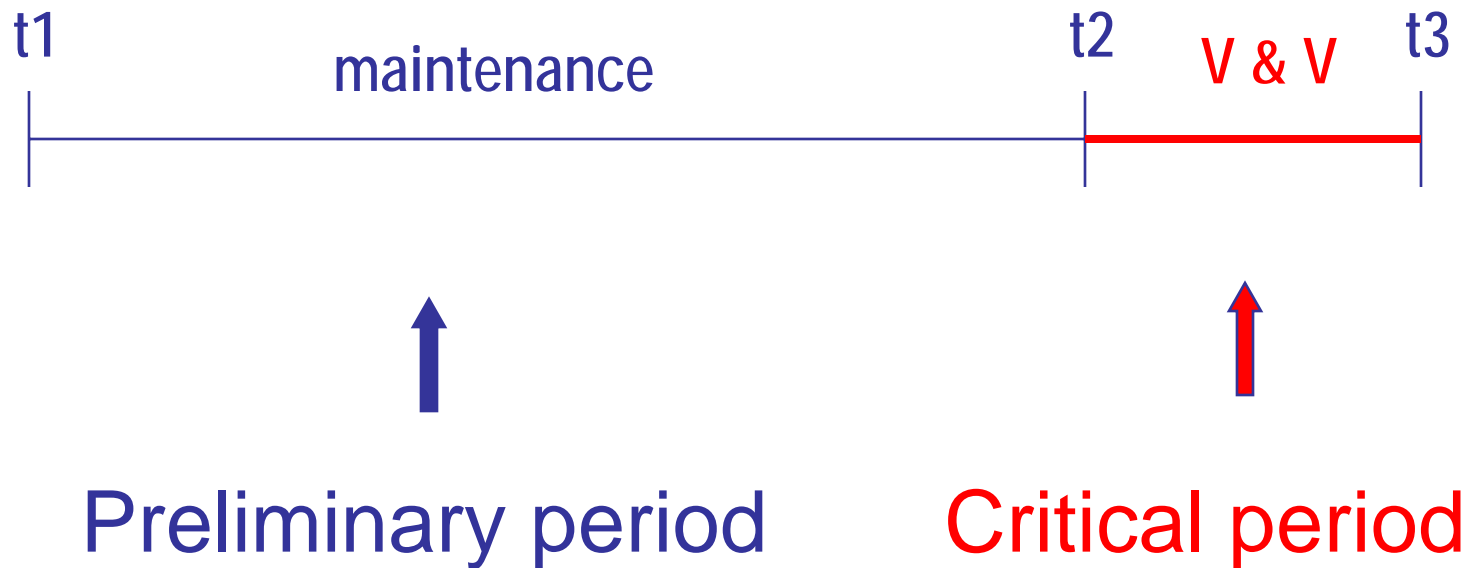 t1
maintenance
t2
V & V
t3
Preliminary period
Critical period